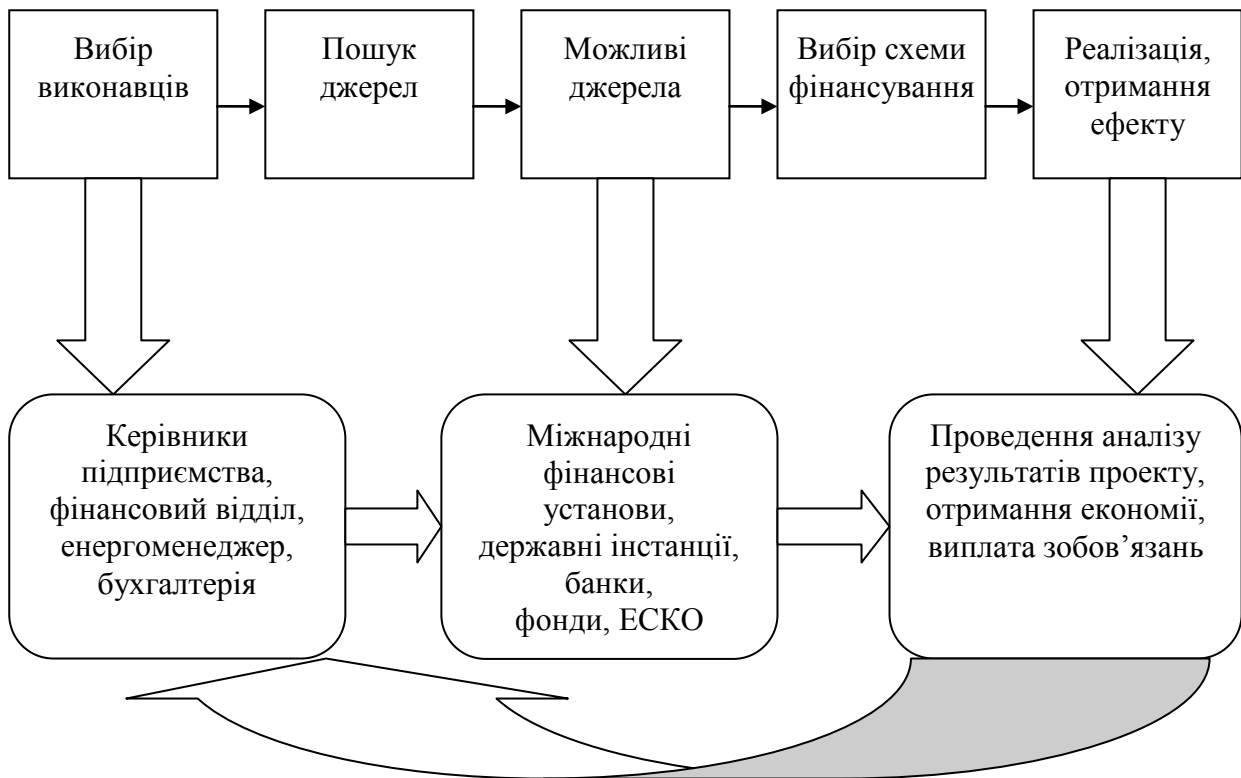 Вибір
виконавців
Пошук
джерел
Можливі
джерела
Вибір схеми
фінансування
Реалізація,
отримання
ефекту
Керівники
підприємства,
фінансовий відділ,
енергоменеджер,
бухгалтерія
Міжнародні
фінансові
установи,
державні інстанції,
банки,
фонди, ЕСКО
Проведення аналізу
результатів проекту,
отримання економії,
виплата зобов’язань